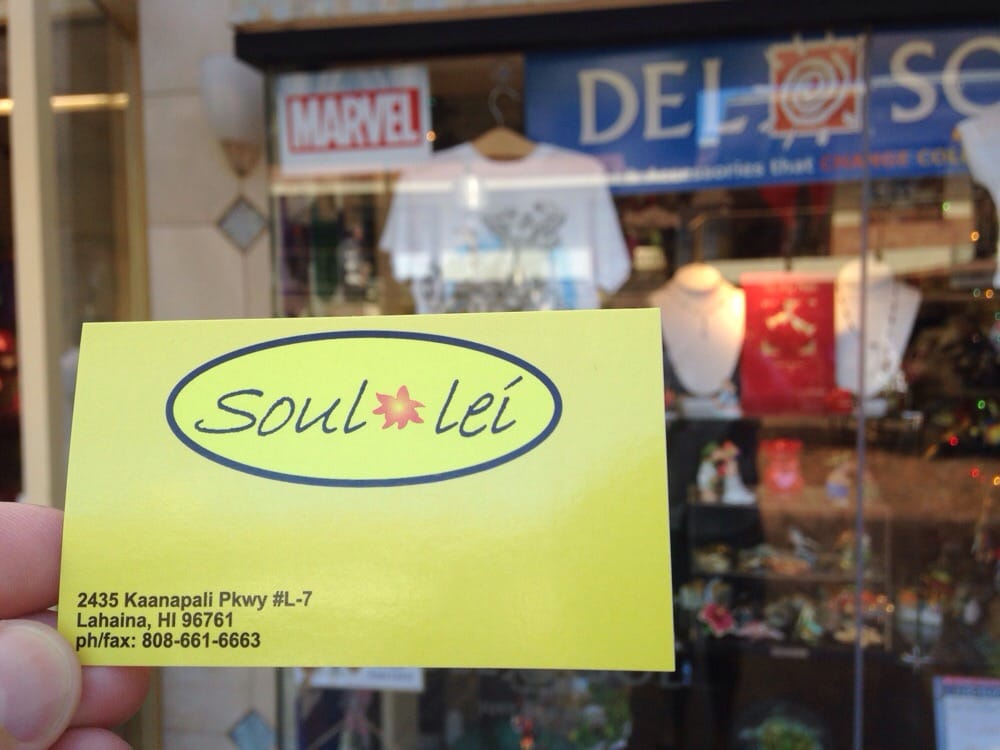 MARVEL
DEL SO
Accessories that CHANGE COL
Soul lei
2435 Kaanapali Pkwy #L-7
Lahaina, HI 96761
ph/fax: 808-661-6663